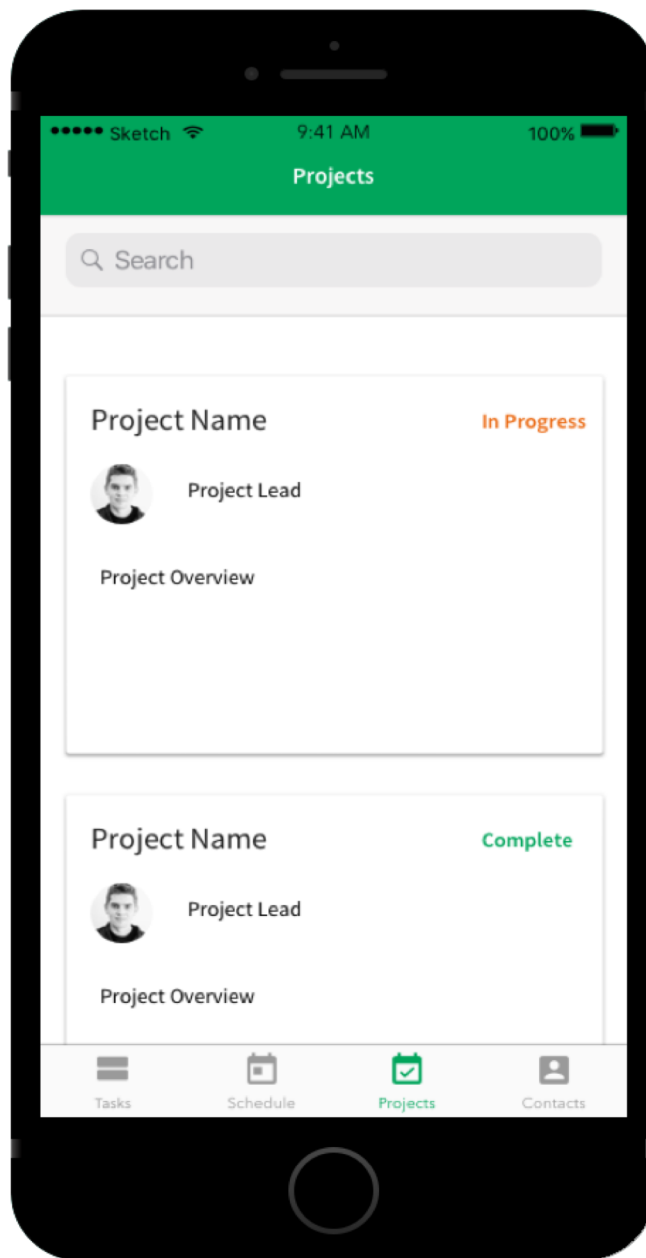 Sketch 9:41 AM 100%
Projects
Search
Project Name In Progress
Project Lead
Project Overview
Project Name Complete
Project Lead
Project Overview
Tasks Schedule Projects Contacts